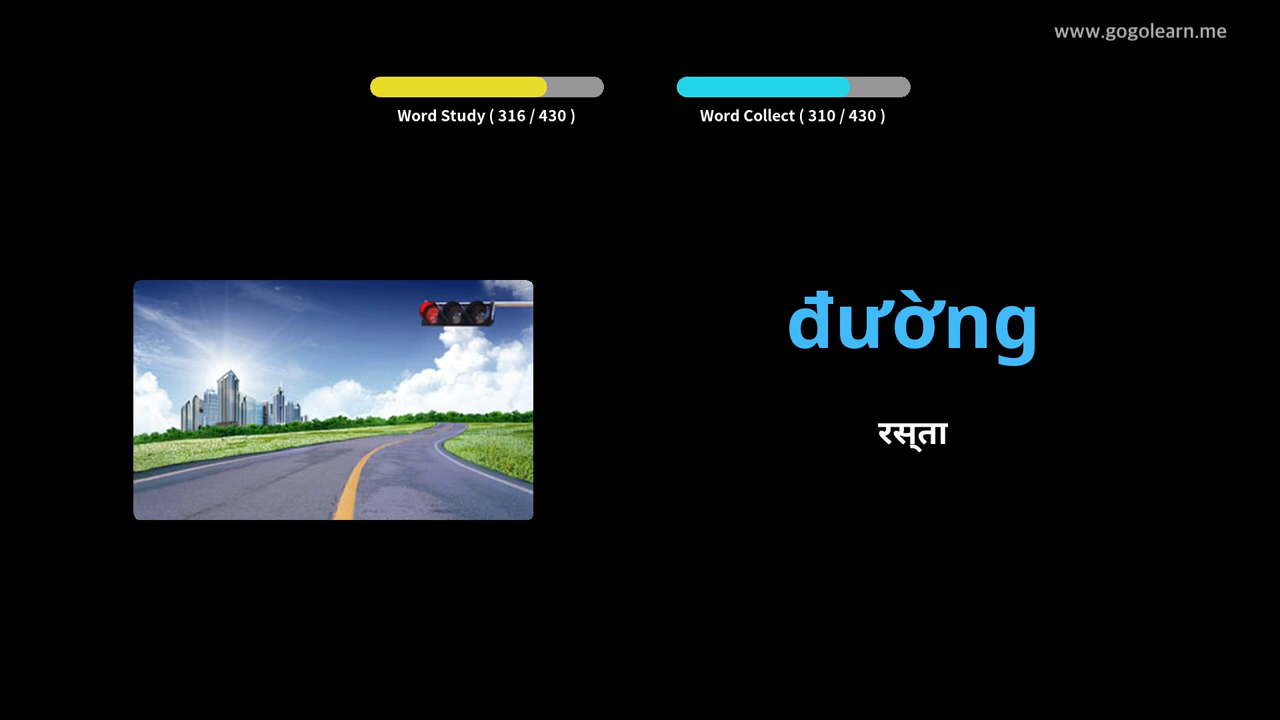 www.gogolearn.me
Word Study ( 316 / 430 )
Word Collect ( 310 / 430 )
đường
रस्ता